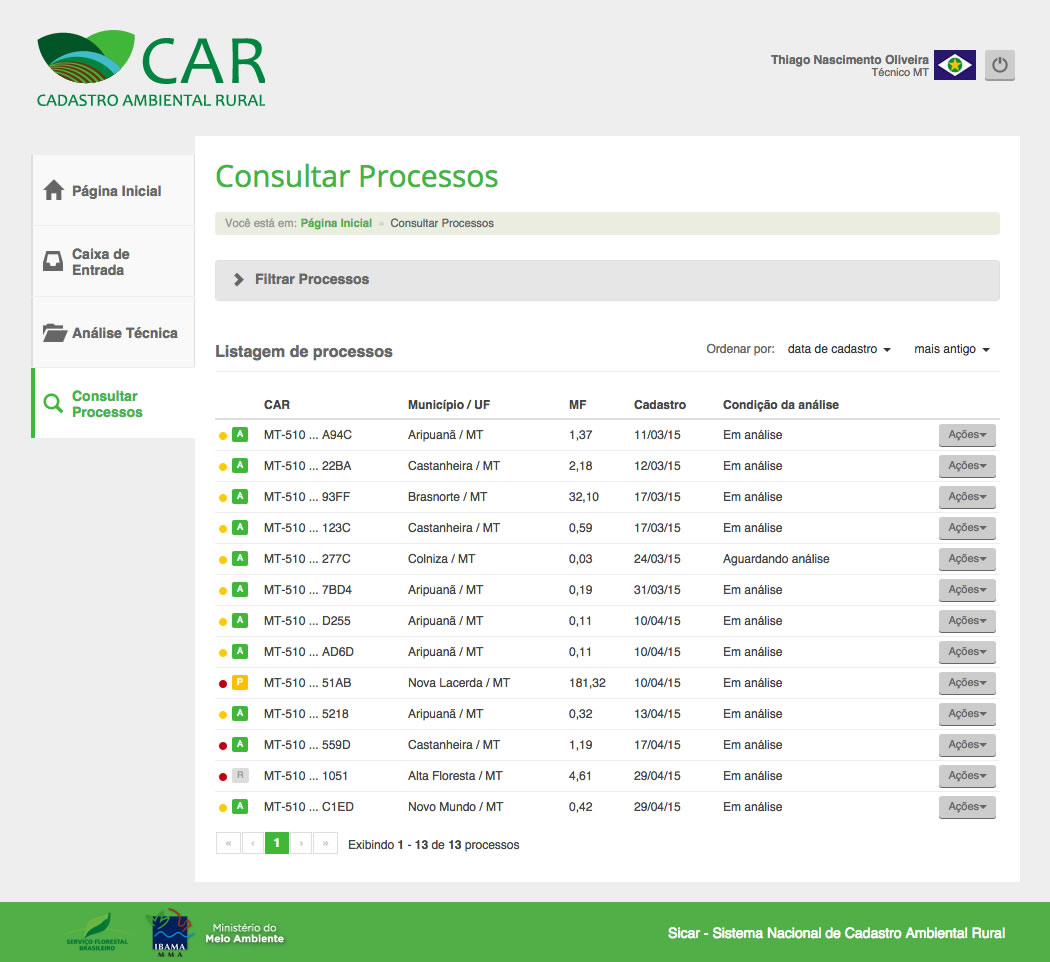 CAR
CADASTRO AMBIENTAL RURAL
Thiago Nascimento Oliveira
Técnico MT
Página Inicial
Caixa de
Entrada
Análise Técnica
Consultar
Processos
Consultar Processos
Você está em: Página Inicial » Consultar Processos
Filtrar Processos
Listagem de processos
Ordenar por: data de cadastro mais antigo
CAR Município / UF MF Cadastro Condição da análise
A MT-510 ... A94C Aripuanã / MT 1,37 11/03/15 Em análise Ações
A MT-510 ... 22BA Castanheira / MT 2,18 12/03/15 Em análise Ações
A MT-510 ... 93FF Brasnorte / MT 32,10 17/03/15 Em análise Ações
A MT-510 ... 123C Castanheira / MT 0,59 17/03/15 Em análise Ações
A MT-510 ... 277C Colniza / MT 0,03 24/03/15 Aguardando análise Ações
A MT-510 ... 7BD4 Aripuanã / MT 0,19 31/03/15 Em análise Ações
A MT-510 ... D255 Aripuanã / MT 0,11 10/04/15 Em análise Ações
A MT-510 ... AD6D Aripuanã / MT 0,11 10/04/15 Em análise Ações
P MT-510 ... 51AB Nova Lacerda / MT 181,32 10/04/15 Em análise Ações
A MT-510 ... 5218 Aripuanã / MT 0,32 13/04/15 Em análise Ações
A MT-510 ... 559D Castanheira / MT 1,19 17/04/15 Em análise Ações
R MT-510 ... 1051 Alta Floresta / MT 4,61 29/04/15 Em análise Ações
A MT-510 ... C1ED Novo Mundo / MT 0,42 29/04/15 Em análise Ações
« ‹ 1 › » Exibindo 1 - 13 de 13 processos
SERVIÇO FLORESTAL
BRASILEIRO
IBAMA
MMA
Ministério do
Meio Ambiente
Sicar - Sistema Nacional de Cadastro Ambiental Rural